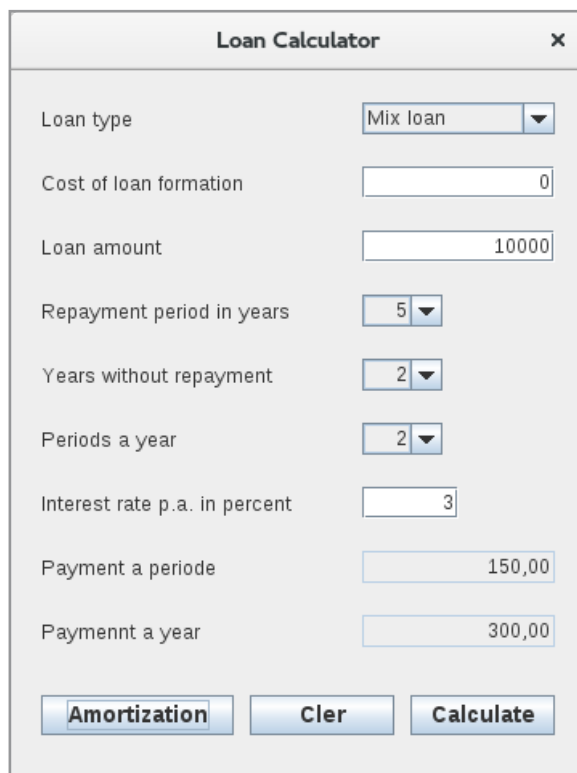 Loan Calculator ×
Loan type Mix loan
Cost of loan formation 0
Loan amount 10000
Repayment period in years 5
Years without repayment 2
Periods a year 2
Interest rate p.a. in percent 3
Payment a periode 150,00
Paymennt a year 300,00
Amortization Cler Calculate